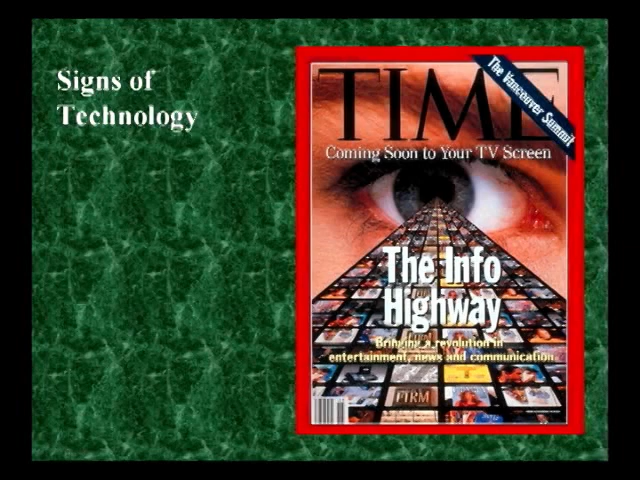 Signs of
Technology
TIME
The Vancouver Summit
Coming Soon to Your TV Screen
The Info
Highway
Bringing a revolution in
entertainment, news and communication
FIRM